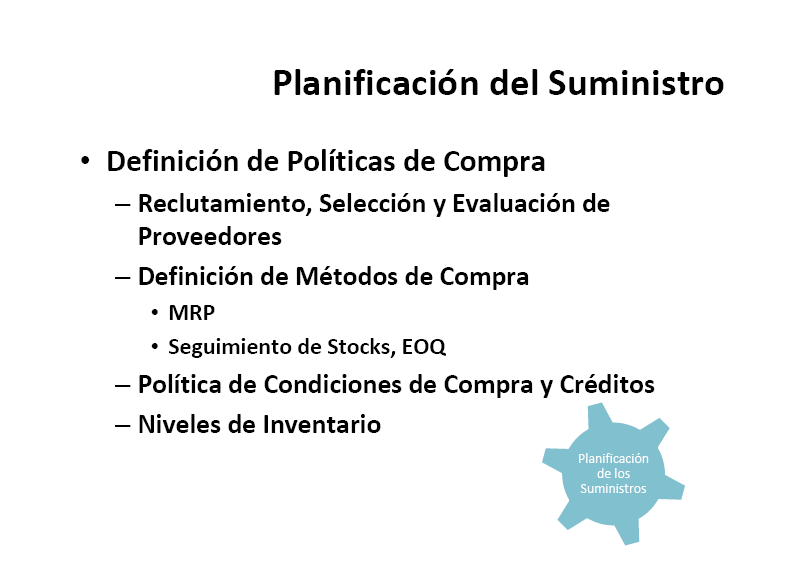 Planificación del Suministro
• Definición de Políticas de Compra
– Reclutamiento, Selección y Evaluación de
Proveedores
– Definición de Métodos de Compra
• MRP
• Seguimiento de Stocks, EOQ
– Política de Condiciones de Compra y Créditos
– Niveles de Inventario
Planificación
de los
Suministros